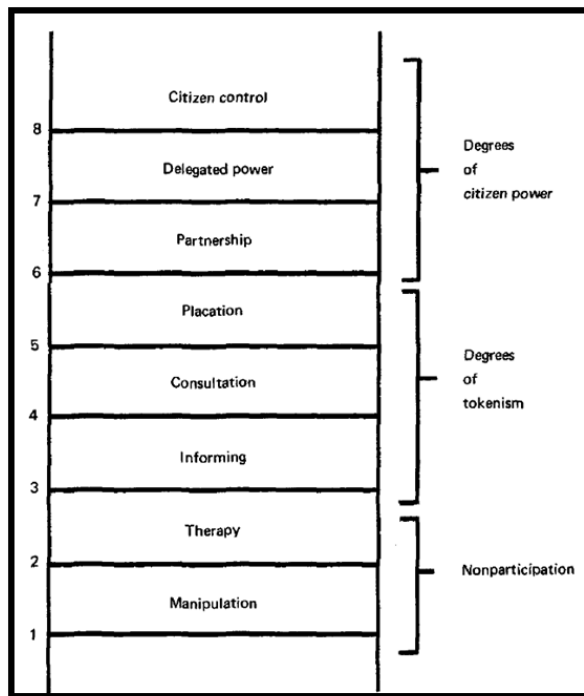 Citizen control
8
Delegated power
7
Partnership
6
Placation
5
Consultation
4
Informing
3
Therapy
2
Manipulation
1
Degrees
of
citizen power
Degrees
of
tokenism
Nonparticipation